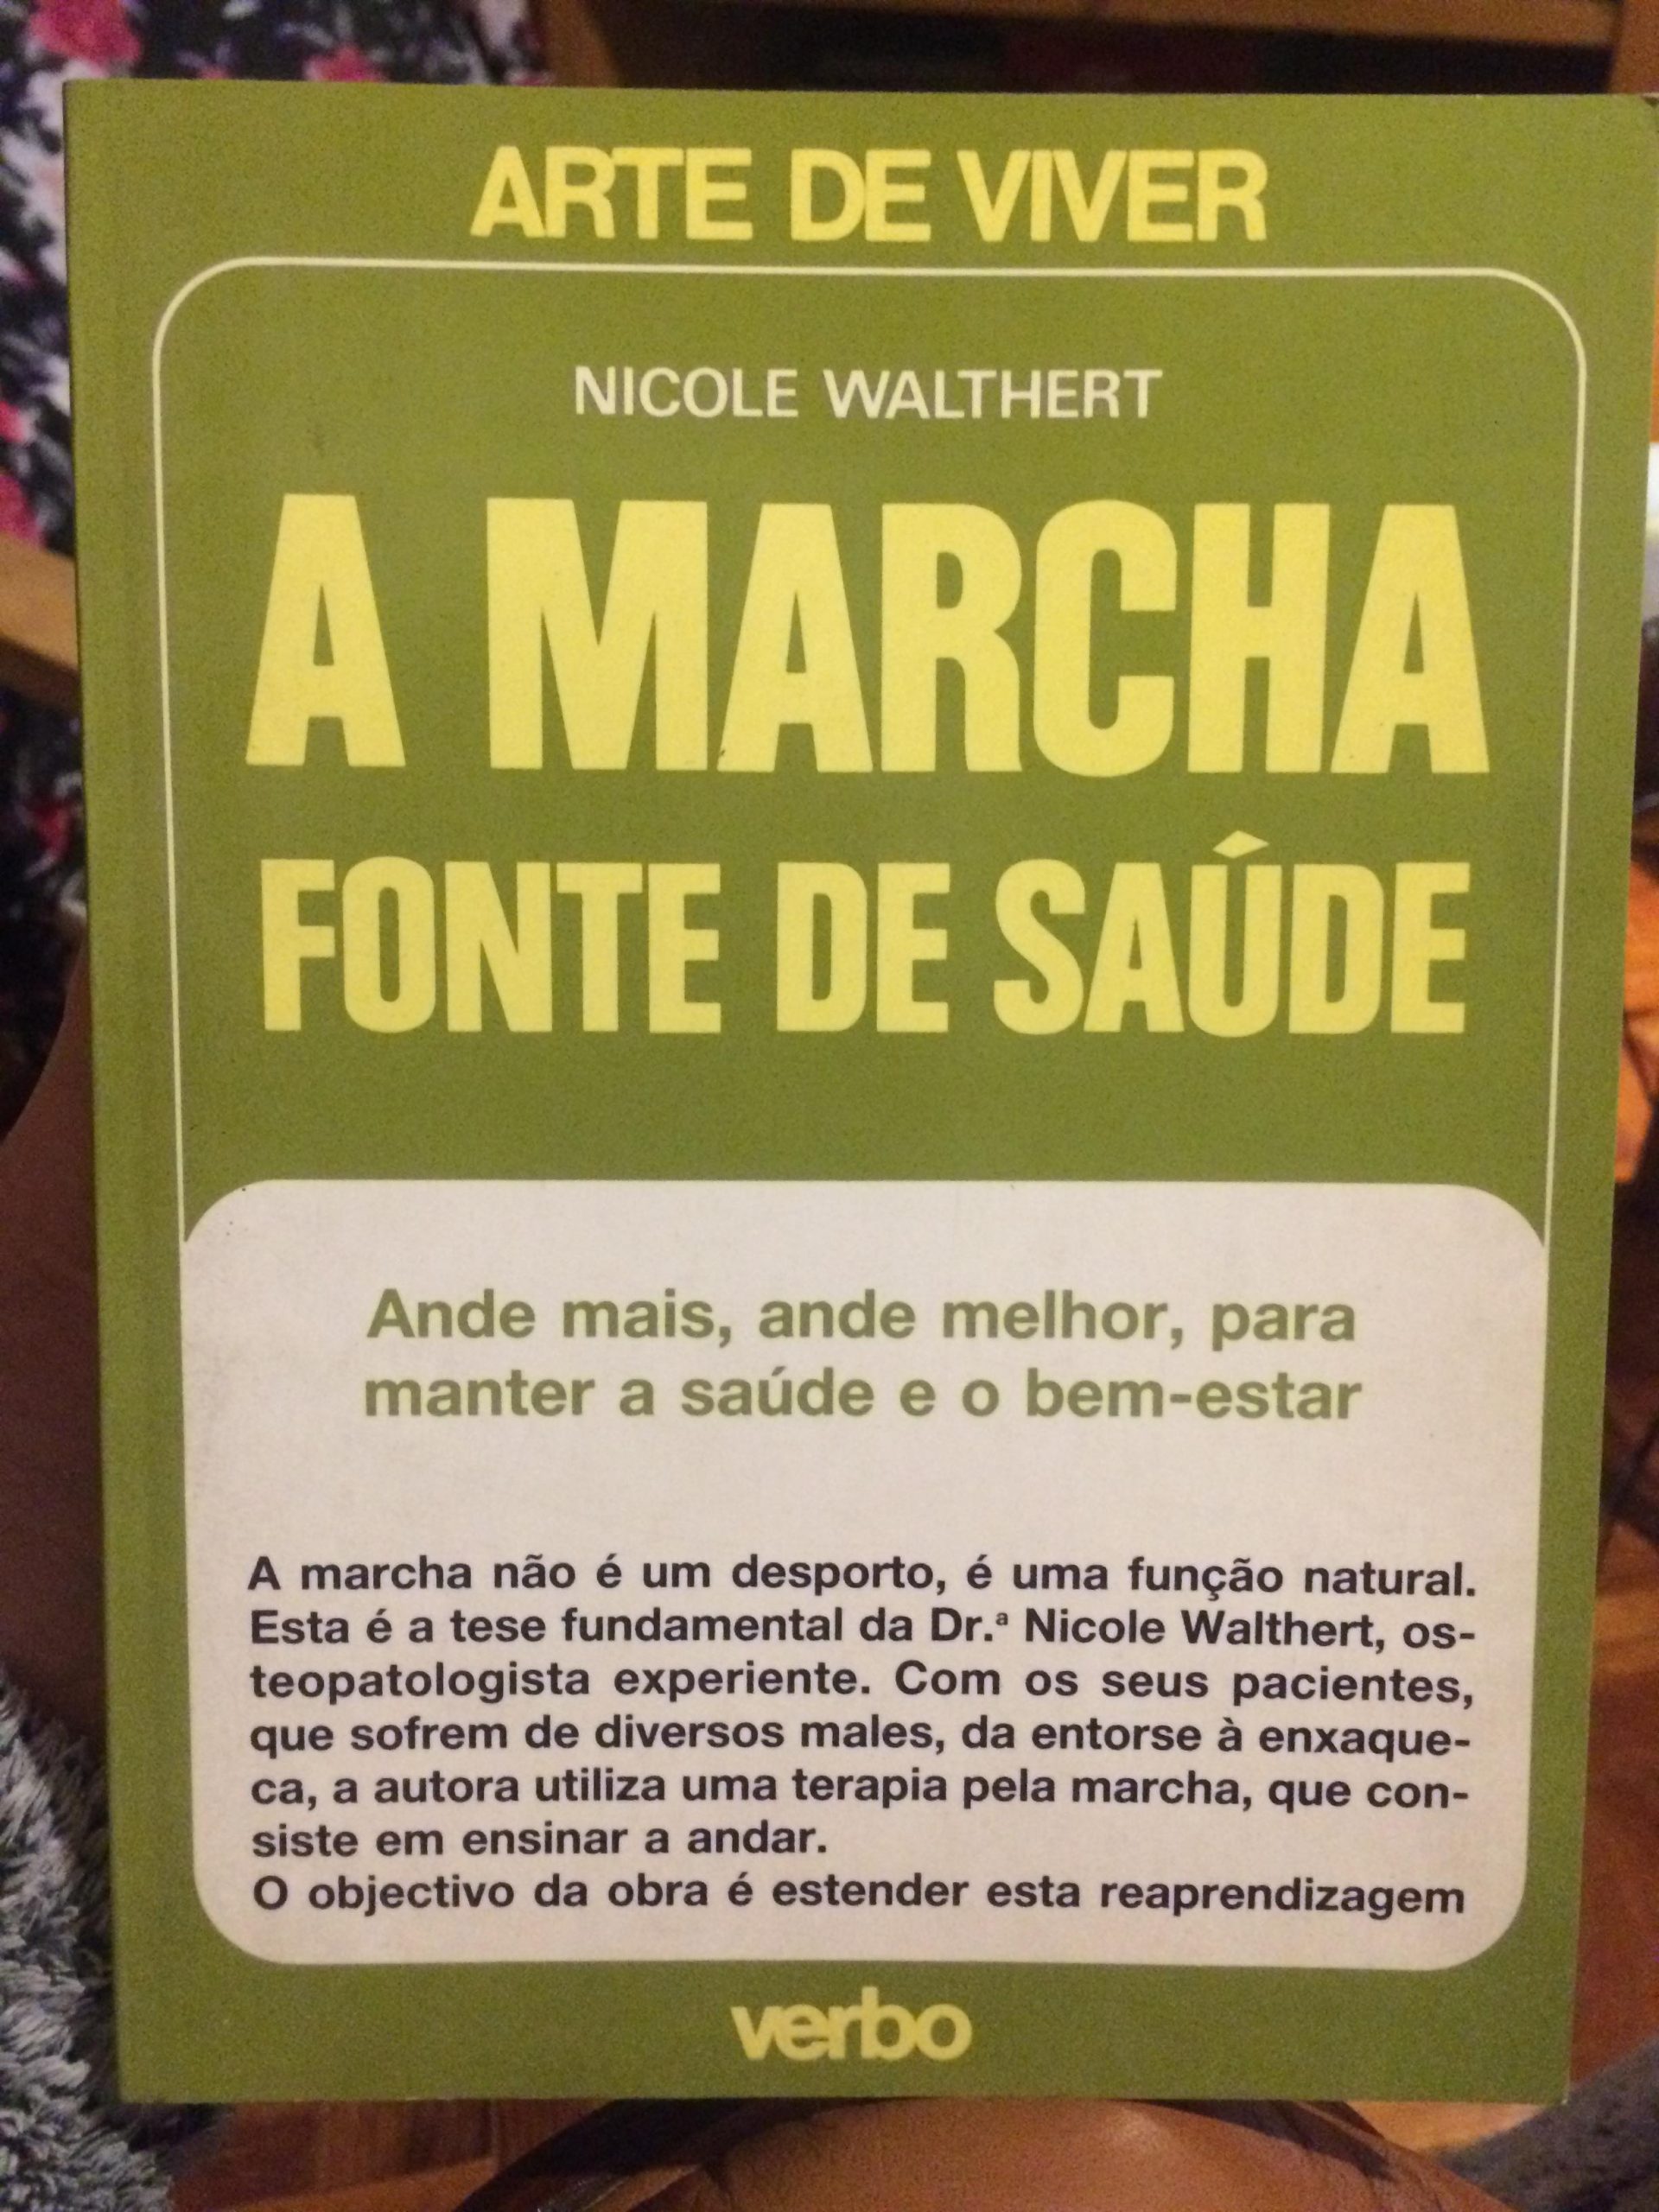 ARTE DE VIVER
NICOLE WALTHERT
A MARCHA
FONTE DE SAÚDE
Ande mais, ande melhor, para
manter a saúde e o bem-estar
A marcha não é um desporto, é uma função natural.
Esta é a tese fundamental da Dr.ª Nicole Walthert, os-
teopatologista experiente. Com os seus pacientes,
que sofrem de diversos males, da entorse à enxaque-
ca, a autora utiliza uma terapia pela marcha, que con-
siste em ensinar a andar.
O objectivo da obra é estender esta reaprendizagem
verbo